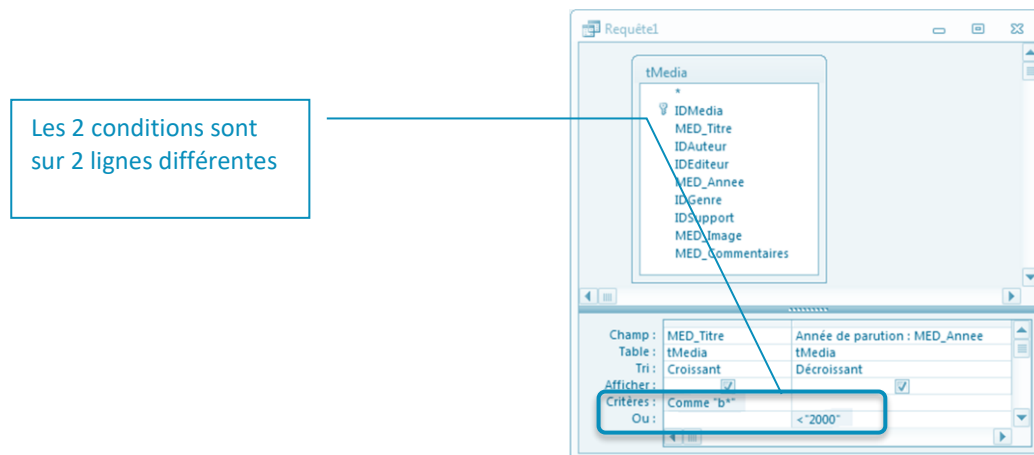 Requête1
tMedia
*
IDMedia
MED_Titre
IDAuteur
IDEditeur
MED_Annee
IDGenre
IDSupport
MED_Image
MED_Commentaires
Les 2 conditions sont
sur 2 lignes différentes
Champ : MED_Titre Année de parution : MED_Annee
Table : tMedia tMedia
Tri : Croissant Décroissant
Afficher :
Critères : Comme "b*"
Ou : <"2000"